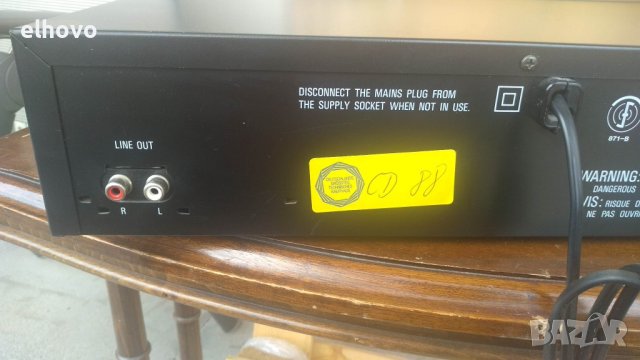 elhovo
DISCONNECT THE MAINS PLUG FROM
THE SUPPLY SOCKET WHEN NOT IN USE.
871-B
LINE OUT
R L
CD 88
WARNING:
DANGEROUS
VIS: RISQUE D
NE PAS OUVR
BAZAR